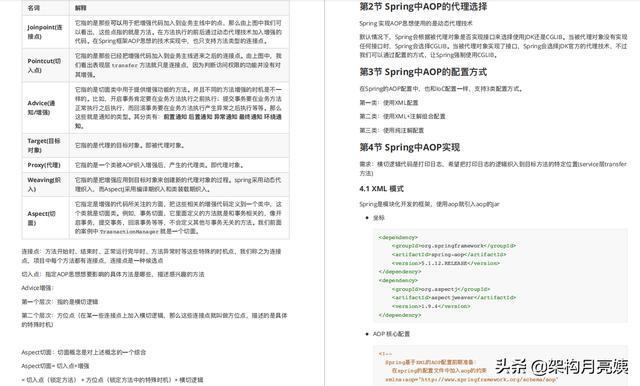 名词 解释
Joinpoint(连接点)
它指的是那些可以用于把增强代码加入到业务主线中的点，那么由上图中我们可以看出，这些点指的就是方法。在方法执行的前后通过动态代理技术加入增强的代码。在Spring框架AOP思想的技术实现中，也只支持方法类型的连接点。
Pointcut(切入点)
它指的是那些已经把增强代码加入到业务主线进来之后的连接点。由上图中，我们看出表现层 transfer 方法就只是连接点，因为判断访问权限的功能并没有对其增强。
Advice(通知/增强)
它指的是切面类中用于提供增强功能的方法。并且不同的方法增强的时机是不一样的。比如，开启事务肯定要在业务方法执行之前执行；提交事务要在业务方法正常执行之后执行，而回滚事务要在业务方法执行产生异常之后执行等等。那么这些就是通知的类型。其分类有：前置通知 后置通知 异常通知 最终通知 环绕通知。
Target(目标对象)
它指的是代理的目标对象。即被代理对象。
Proxy(代理)
它指的是一个类被AOP织入增强后，产生的代理类。即代理对象。
Weaving(织入)
它指的是把增强应用到目标对象来创建新的代理对象的过程。spring采用动态代理织入，而AspectJ采用编译期织入和类装载期织入。
Aspect(切面)
它指定是增强的代码所关注的方面，把这些相关的增强代码定义到一个类中，这个类就是切面类。例如，事务切面，它里面定义的方法就是和事务相关的，像开启事务，提交事务，回滚事务等等，不会定义其他与事务无关的方法。我们前面的案例中 TrasnactionManager 就是一个切面。
连接点：方法开始时、结束时、正常运行完毕时、方法异常时等这些特殊的时机点，我们称之为连接点，项目中每个方法都有连接点，连接点是一种候选点
切入点：指定AOP思想想要影响的具体方法是哪些，描述感兴趣的方法
Advice增强：
第一个层次：指的是横切逻辑
第二个层次：方位点（在某一些连接点上加入横切逻辑，那么这些连接点就叫做方位点，描述的是具体的特殊时机）
Aspect切面：切面概念是对上述概念的一个综合
Aspect切面= 切入点+增强
= 切入点（锁定方法） + 方位点（锁定方法中的特殊时机）+ 横切逻辑
第2节 Spring中AOP的代理选择
Spring 实现AOP思想使用的是动态代理技术
默认情况下，Spring会根据被代理对象是否实现接口来选择使用JDK还是CGLIB。当被代理对象没有实现任何接口时，Spring会选择CGLIB。当被代理对象实现了接口，Spring会选择JDK官方的代理技术，不过我们可以通过配置的方式，让Spring强制使用CGLIB。
第3节 Spring中AOP的配置方式
在Spring的AOP配置中，也和IoC配置一样，支持3类配置方式。
第一类：使用XML配置
第二类：使用XML+注解组合配置
第三类：使用纯注解配置
第4节 Spring中AOP实现
需求：横切逻辑代码是打印日志，希望把打印日志的逻辑织入到目标方法的特定位置(service层transfer方法)
4.1 XML 模式
Spring是模块化开发的框架，使用aop就引入aop的jar
坐标
<dependency>
<groupId>org.springframework</groupId>
<artifactId>spring-aop</artifactId>
<version>5.1.12.RELEASE</version>
</dependency>
<dependency>
<groupId>org.aspectj</groupId>
<artifactId>aspectjweaver</artifactId>
<version>1.9.4</version>
</dependency>
AOP 核心配置
<!--
Spring基于XML的AOP配置前期准备：
在spring的配置文件中加入aop的约束
xmlns:aop="http://www.springframework.org/schema/aop"
头条 @架构月亮姨